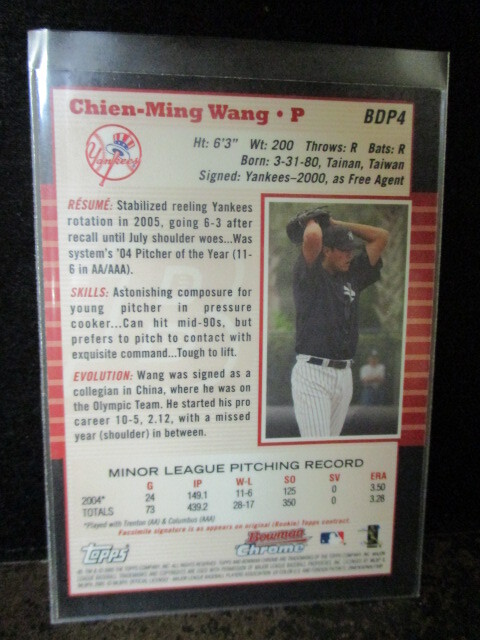 Chien-Ming Wang • P
BDP4
Yankees
Ht: 6'3" Wt: 200 Throws: R Bats: R
Born: 3-31-80, Tainan, Taiwan
Signed: Yankees–2000, as Free Agent
RÉSUMÉ: Stabilized reeling Yankees
rotation in 2005, going 6-3 after
recall until July shoulder woes...Was
system's '04 Pitcher of the Year (11-
6 in AA/AAA).
SKILLS: Astonishing composure for
young pitcher in pressure
cooker...Can hit mid-90s, but
prefers to pitch to contact with
exquisite command...Tough to lift.
EVOLUTION: Wang was signed as a
collegian in China, where he was on
the Olympic Team. He started his pro
career 10-5, 2.12, with a missed
year (shoulder) in between.
MINOR LEAGUE PITCHING RECORD
G IP W-L SO SV ERA
2004* 24 149.1 11-6 125 0 3.50
TOTALS 73 439.2 28-17 350 0 3.28
*Played with Trenton (AA) & Columbus (AAA)
Facsimile signature is as appears on original (Rookie) Topps contract.
Topps
Bowman
Chrome